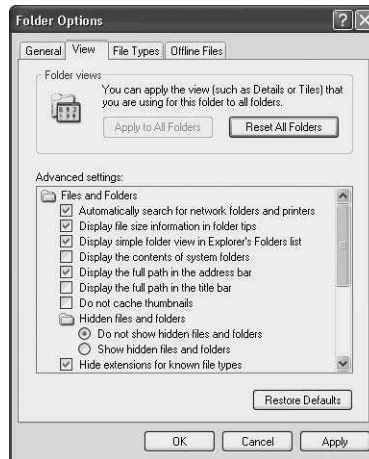 Folder Options
General View File Types Offline Files
Folder views
You can apply the view (such as Details or Tiles) that
you are using for this folder to all folders.
Apply to All Folders Reset All Folders
Advanced settings:
Files and Folders
Automatically search for network folders and printers
Display file size information in folder tips
Display simple folder view in Explorer's Folders list
Display the contents of system folders
Display the full path in the address bar
Display the full path in the title bar
Do not cache thumbnails
Hidden files and folders
Do not show hidden files and folders
Show hidden files and folders
Hide extensions for known file types
Restore Defaults
OK Cancel Apply